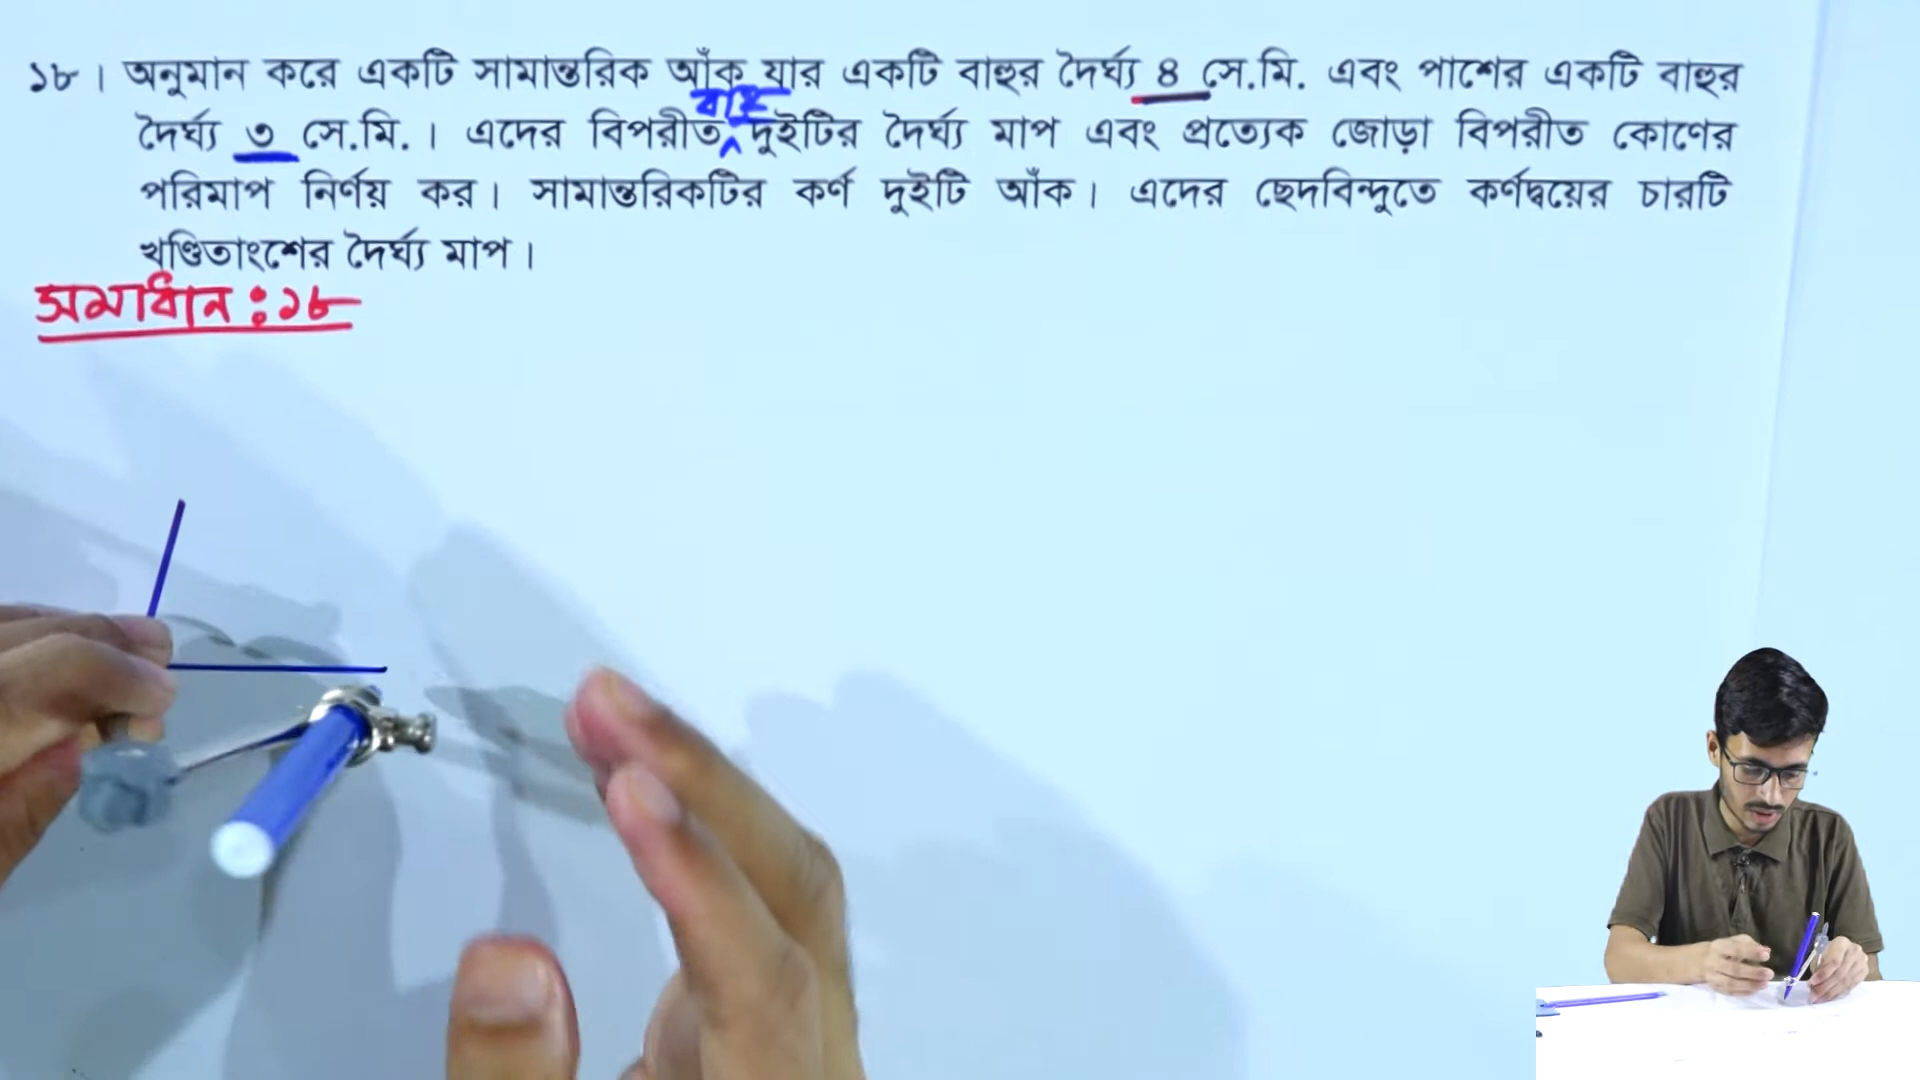 ১৮। অনুমান করে একটি সামান্তরিক আঁক যার একটি বাহুর দৈর্ঘ্য ৪ সে.মি. এবং পাশের একটি বাহুর
বাহু
দৈর্ঘ্য ৩ সে.মি.। এদের বিপরীত ^ দুইটির দৈর্ঘ্য মাপ এবং প্রত্যেক জোড়া বিপরীত কোণের
পরিমাপ নির্ণয় কর। সামান্তরিকটির কর্ণ দুইটি আঁক। এদের ছেদবিন্দুতে কর্ণদ্বয়ের চারটি
খণ্ডিতাংশের দৈর্ঘ্য মাপ।
সমাধান : ১৮